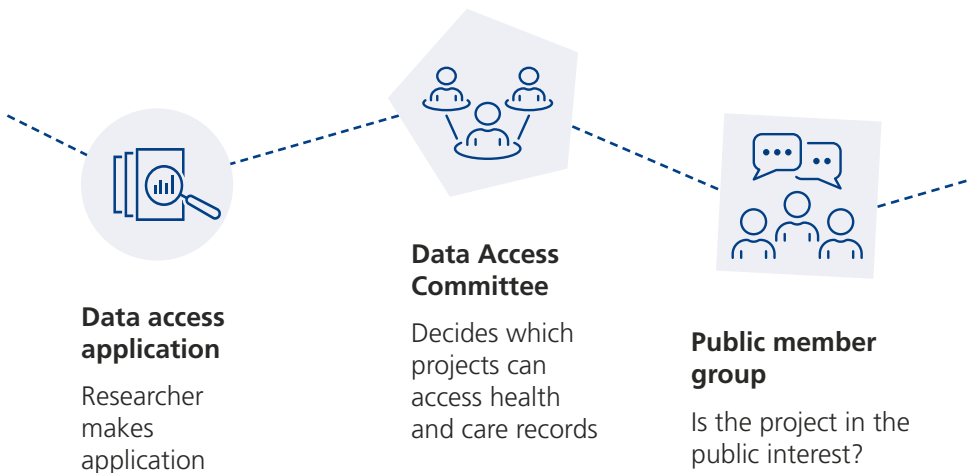 Data access
application
Researcher
makes
application
Data Access
Committee
Decides which
projects can
access health
and care records
Public member
group
Is the project in the
public interest?